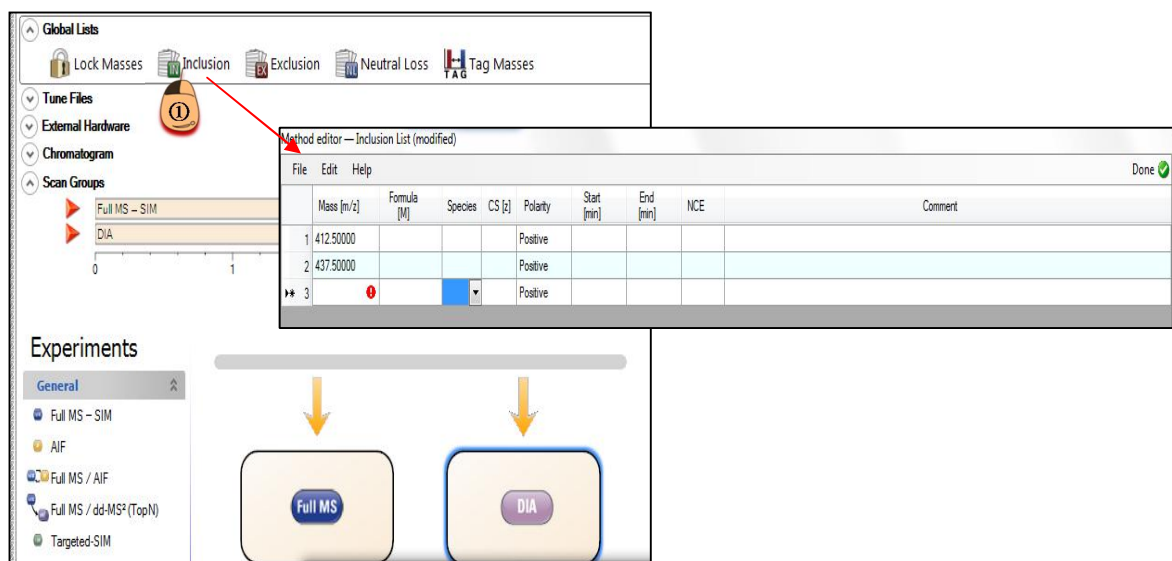 Global Lists
Lock Masses IN Inclusion EX Exclusion NL Neutral Loss TAG Tag Masses
Tune Files
①
External Hardware
Chromatogram
Scan Groups
Full MS – SIM
DIA
0 1
Method editor — Inclusion List (modified)
File Edit Help Done
Mass [m/z] Formula [M] Species CS [z] Polarity Start [min] End [min] NCE Comment
1 412.50000 Positive
2 437.50000 Positive
3 Positive
Experiments
General
Full MS – SIM
AIF
Full MS / AIF
Full MS / dd-MS² (TopN)
Targeted-SIM
Full MS DIA